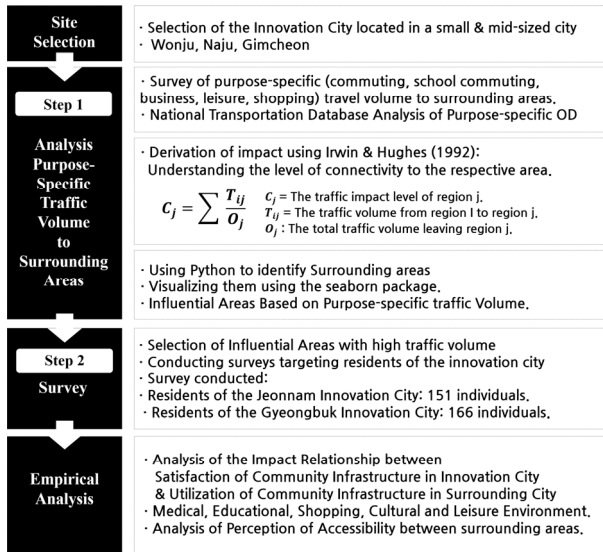 Site
Selection
· Selection of the Innovation City located in a small & mid-sized city
· Wonju, Naju, Gimcheon
Step 1
Analysis
Purpose-
Specific
Traffic
Volume
to
Surrounding
Areas
· Survey of purpose-specific (commuting, school commuting,
business, leisure, shopping) travel volume to surrounding areas.
· National Transportation Database Analysis of Purpose-specific OD
· Derivation of impact using Irwin & Hughes (1992):
Understanding the level of connectivity to the respective area.
C_j = ∑ T_ij / O_j
C_j = The traffic impact level of region j.
T_ij = The traffic volume from region I to region j.
O_j : The total traffic volume leaving region j.
· Using Python to identify Surrounding areas
· Visualizing them using the seaborn package.
· Influential Areas Based on Purpose-specific traffic Volume.
Step 2
Survey
· Selection of Influential Areas with high traffic volume
· Conducting surveys targeting residents of the innovation city
· Survey conducted:
· Residents of the Jeonnam Innovation City: 151 individuals.
· Residents of the Gyeongbuk Innovation City: 166 individuals.
Empirical
Analysis
· Analysis of the Impact Relationship between
Satisfaction of Community Infrastructure in Innovation City
& Utilization of Community Infrastructure in Surrounding City
· Medical, Educational, Shopping, Cultural and Leisure Environment.
· Analysis of Perception of Accessibility between surrounding areas.